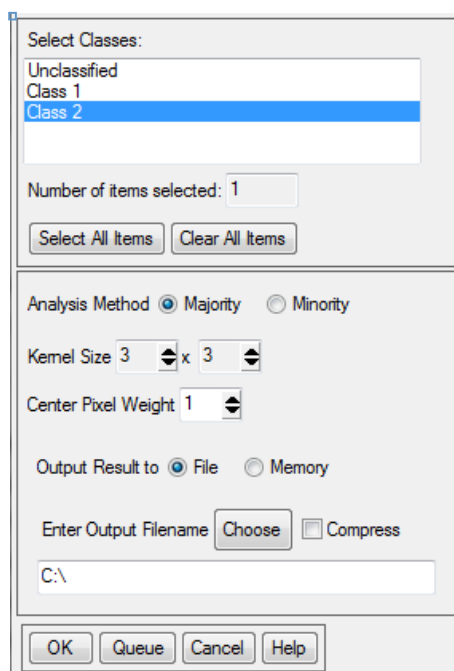 Select Classes:
Unclassified
Class 1
Class 2
Number of items selected: 1
Select All Items Clear All Items
Analysis Method Majority Minority
Kernel Size 3 x 3
Center Pixel Weight 1
Output Result to File Memory
Enter Output Filename Choose Compress
C:\
OK Queue Cancel Help